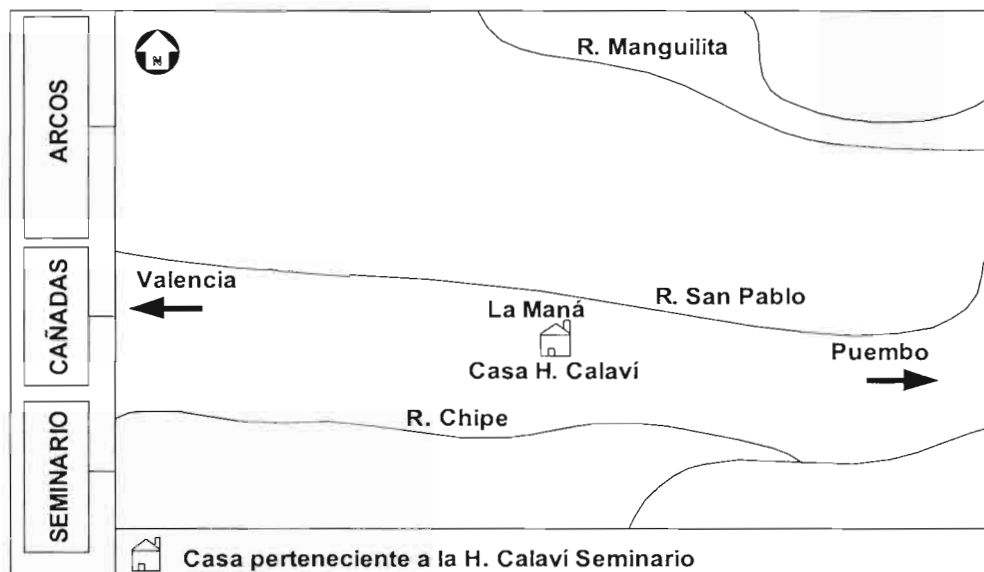 ARCOS
CAÑADAS
SEMINARIO
N
R. Manguilita
Valencia
R. San Pablo
La Maná
Puembo
Casa H. Calaví
R. Chipe
Casa perteneciente a la H. Calaví Seminario